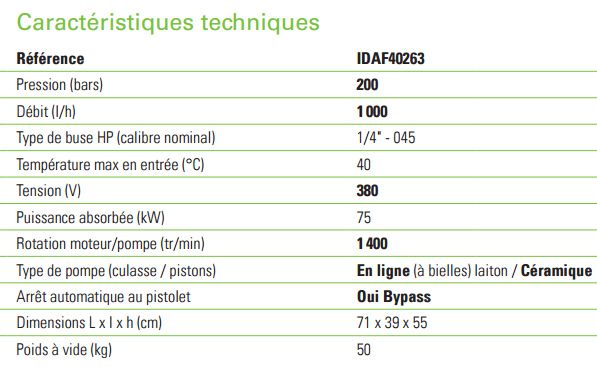 Caractéristiques techniques
Référence IDAF40263
Pression (bars) 200
Débit (l/h) 1 000
Type de buse HP (calibre nominal) 1/4" - 045
Température max en entrée (°C) 40
Tension (V) 380
Puissance absorbée (kW) 75
Rotation moteur/pompe (tr/min) 1 400
Type de pompe (culasse / pistons) En ligne (à bielles) laiton / Céramique
Arrêt automatique au pistolet Oui Bypass
Dimensions L x l x h (cm) 71 x 39 x 55
Poids à vide (kg) 50